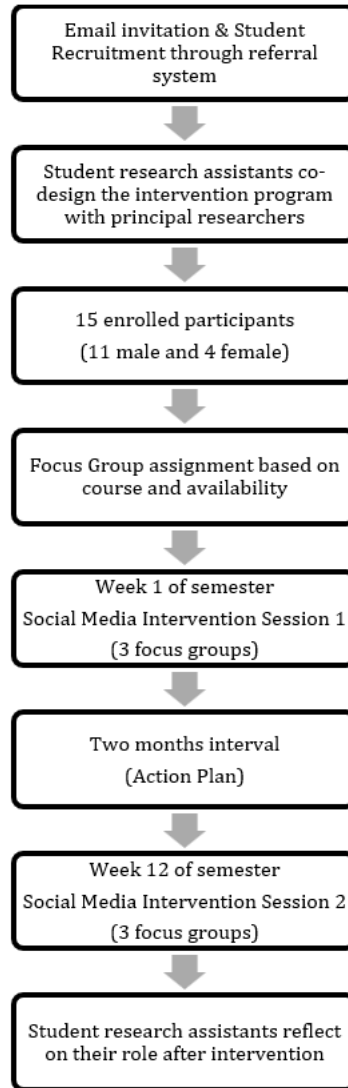 Email invitation & Student
Recruitment through referral
system
Student research assistants co-
design the intervention program
with principal researchers
15 enrolled participants
(11 male and 4 female)
Focus Group assignment based on
course and availability
Week 1 of semester
Social Media Intervention Session 1
(3 focus groups)
Two months interval
(Action Plan)
Week 12 of semester
Social Media Intervention Session 2
(3 focus groups)
Student research assistants reflect
on their role after intervention